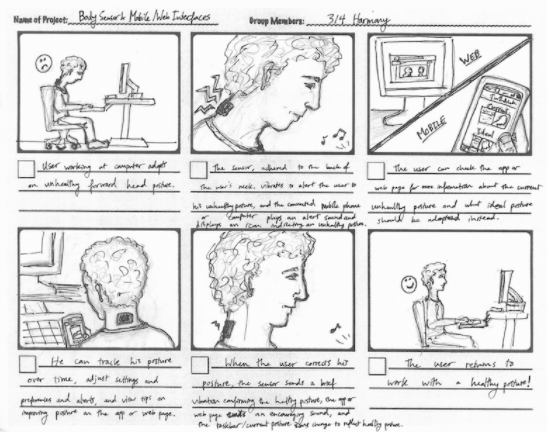 Name of Project: Body Sensor & Mobile/Web Interfaces
Group Members: 3/4 Harmony
WEB
MOBILE
Current
Ideal
User working at computer adopts
an unhealthy forward head posture.
The sensor, adhered to the back of
the user's neck, vibrates to alert the user to
his unhealthy posture, and the connected mobile phone
or computer plays an alert sound and
displays an icon indicating an unhealthy posture.
The user can check the app or
web page for more information about the current
unhealthy posture and what ideal posture
should be adopted instead.
He can track his posture
over time, adjust settings and
preferences and alerts, and view tips on
improving posture on the app or web page.
When the user corrects his
posture, the sensor sends a brief
vibration confirming the healthy posture, the app or
web page sends an encouraging sound, and
the taskbar/current posture icons change to reflect healthy posture.
The user returns to
work with a healthy posture!